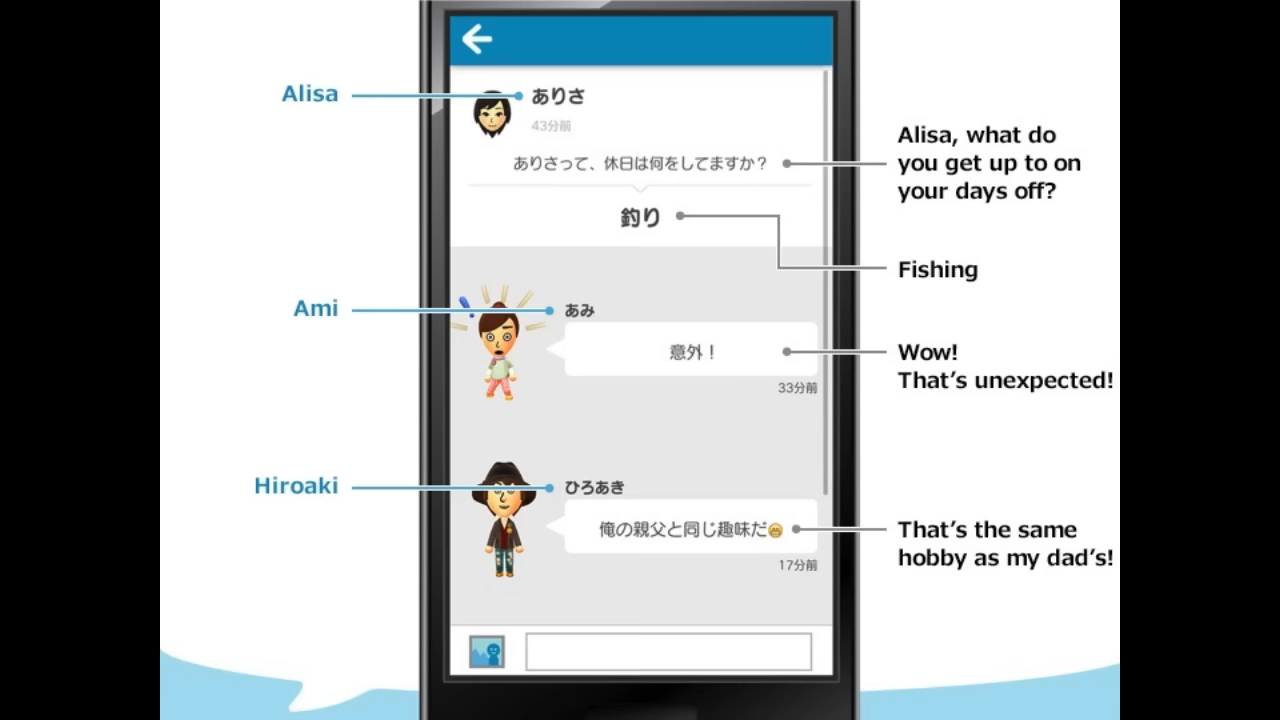 Alisa
ありさ
43分前
Alisa, what do
you get up to on
your days off?
ありさって、休日は何をしてますか？
釣り
Fishing
Ami
あみ
意外！
Wow!
That's unexpected!
33分前
Hiroaki
ひろあき
俺の親父と同じ趣味だ😁
That's the same
hobby as my dad's!
17分前